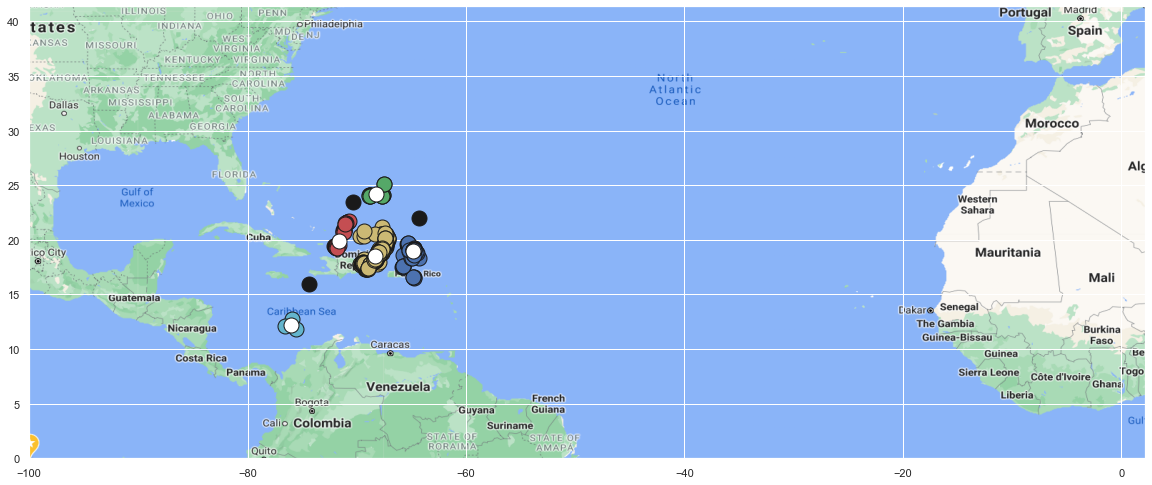 ILLINOIS
OHIO
PENN
Philadelphia
MD
DE
NJ
tates
INDIANA
WEST
VIRGINIA
KANSAS
MISSOURI
KENTUCKY
VIRGINIA
OKLAHOMA
TENNESSEE
NORTH
CAROLINA
ARKANSAS
MISSISSIPPI
SOUTH
CAROLINA
Dallas
ALABAMA
GEORGIA
EXAS
LOUISIANA
Houston
FLORIDA
Gulf of
Mexico
Cuba
ico City
Guatemala
Caribbean Sea
Nicaragua
Costa Rica
Panama
Caracas
Venezuela
Bogota
Colombia
Cali
Quito
Guyana
French
Guiana
Suriname
STATE OF
RORAIMA
STATE OF
AMAPA
North
Atlantic
Ocean
Portugal
Madrid
Spain
Morocco
Alg
Western
Sahara
Mauritania
Mali
Dakar
Senegal
The Gambia
Guinea-Bissau
Burkina
Faso
Guinea
Be
Sierra Leone
Côte d'Ivoire
Togo
Ghana
Liberia
Gul
40
35
30
25
20
15
10
5
0
−100
−80
−60
−40
−20
0